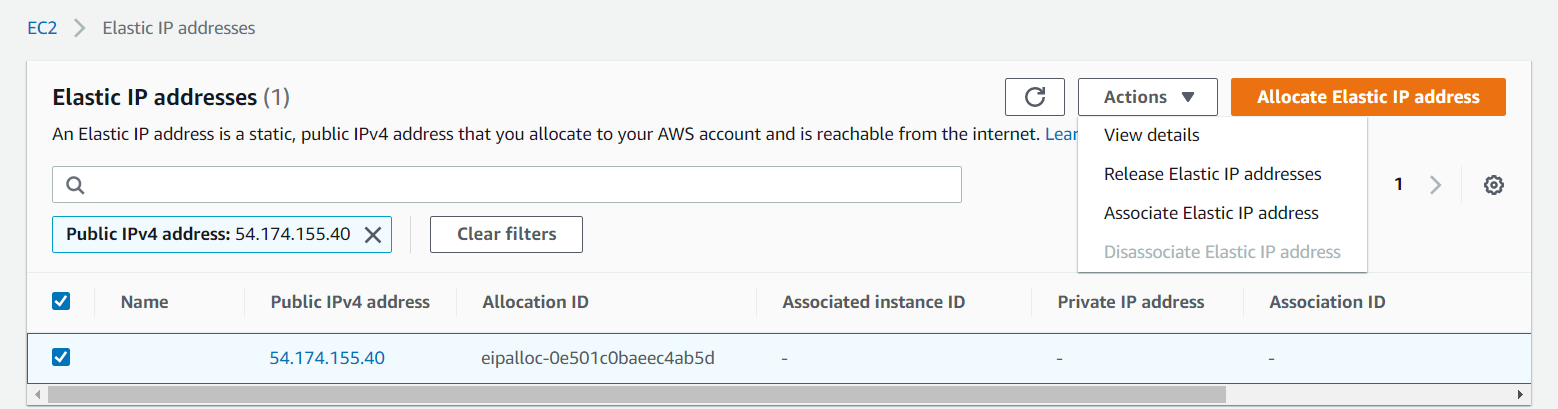 EC2 > Elastic IP addresses
Elastic IP addresses (1)
Actions ▼
Allocate Elastic IP address
An Elastic IP address is a static, public IPv4 address that you allocate to your AWS account and is reachable from the internet. Lear
View details
Release Elastic IP addresses
Associate Elastic IP address
Disassociate Elastic IP address
1 >
Public IPv4 address: 54.174.155.40 ×
Clear filters
Name Public IPv4 address Allocation ID Associated instance ID Private IP address Association ID
54.174.155.40 eipalloc-0e501c0baeec4ab5d - - -